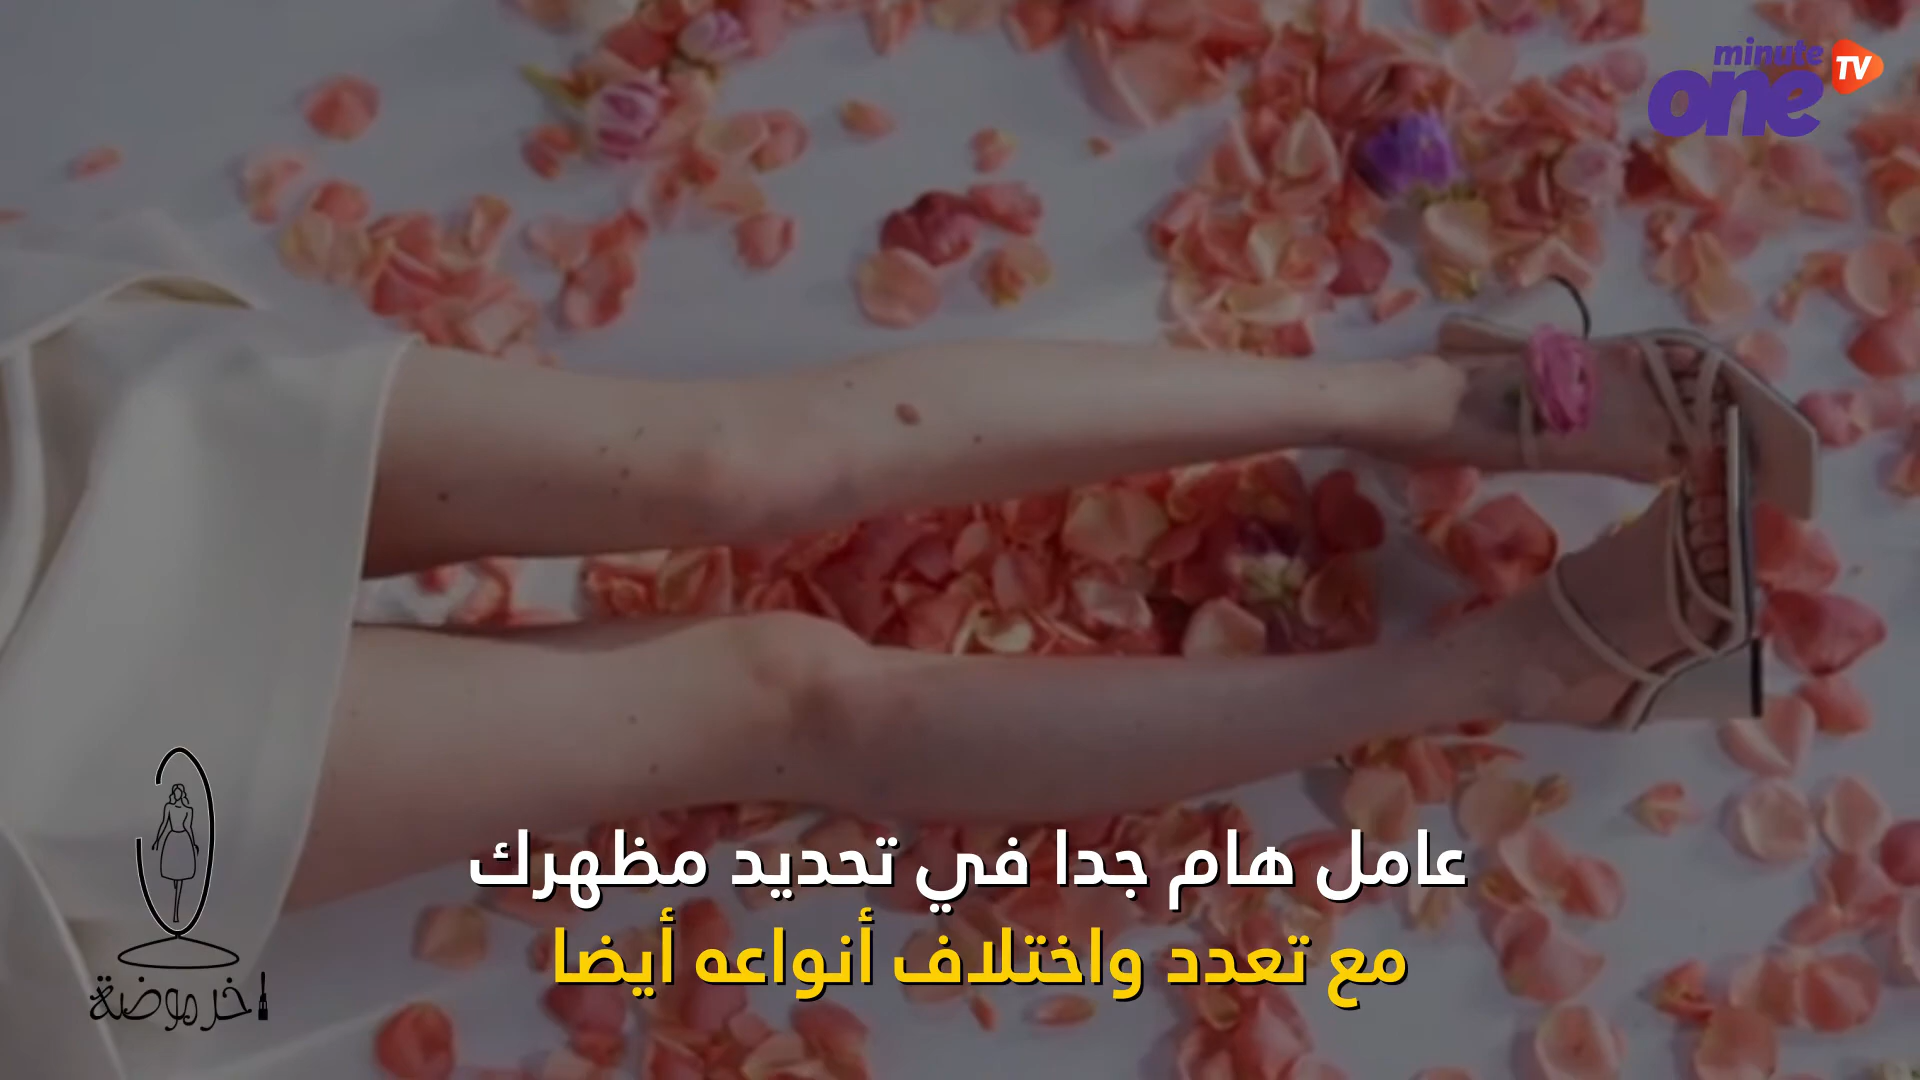 minute
one TV
عامل هام جدا في تحديد مظهرك
مع تعدد واختلاف أنواعه أيضا
اخر موضة